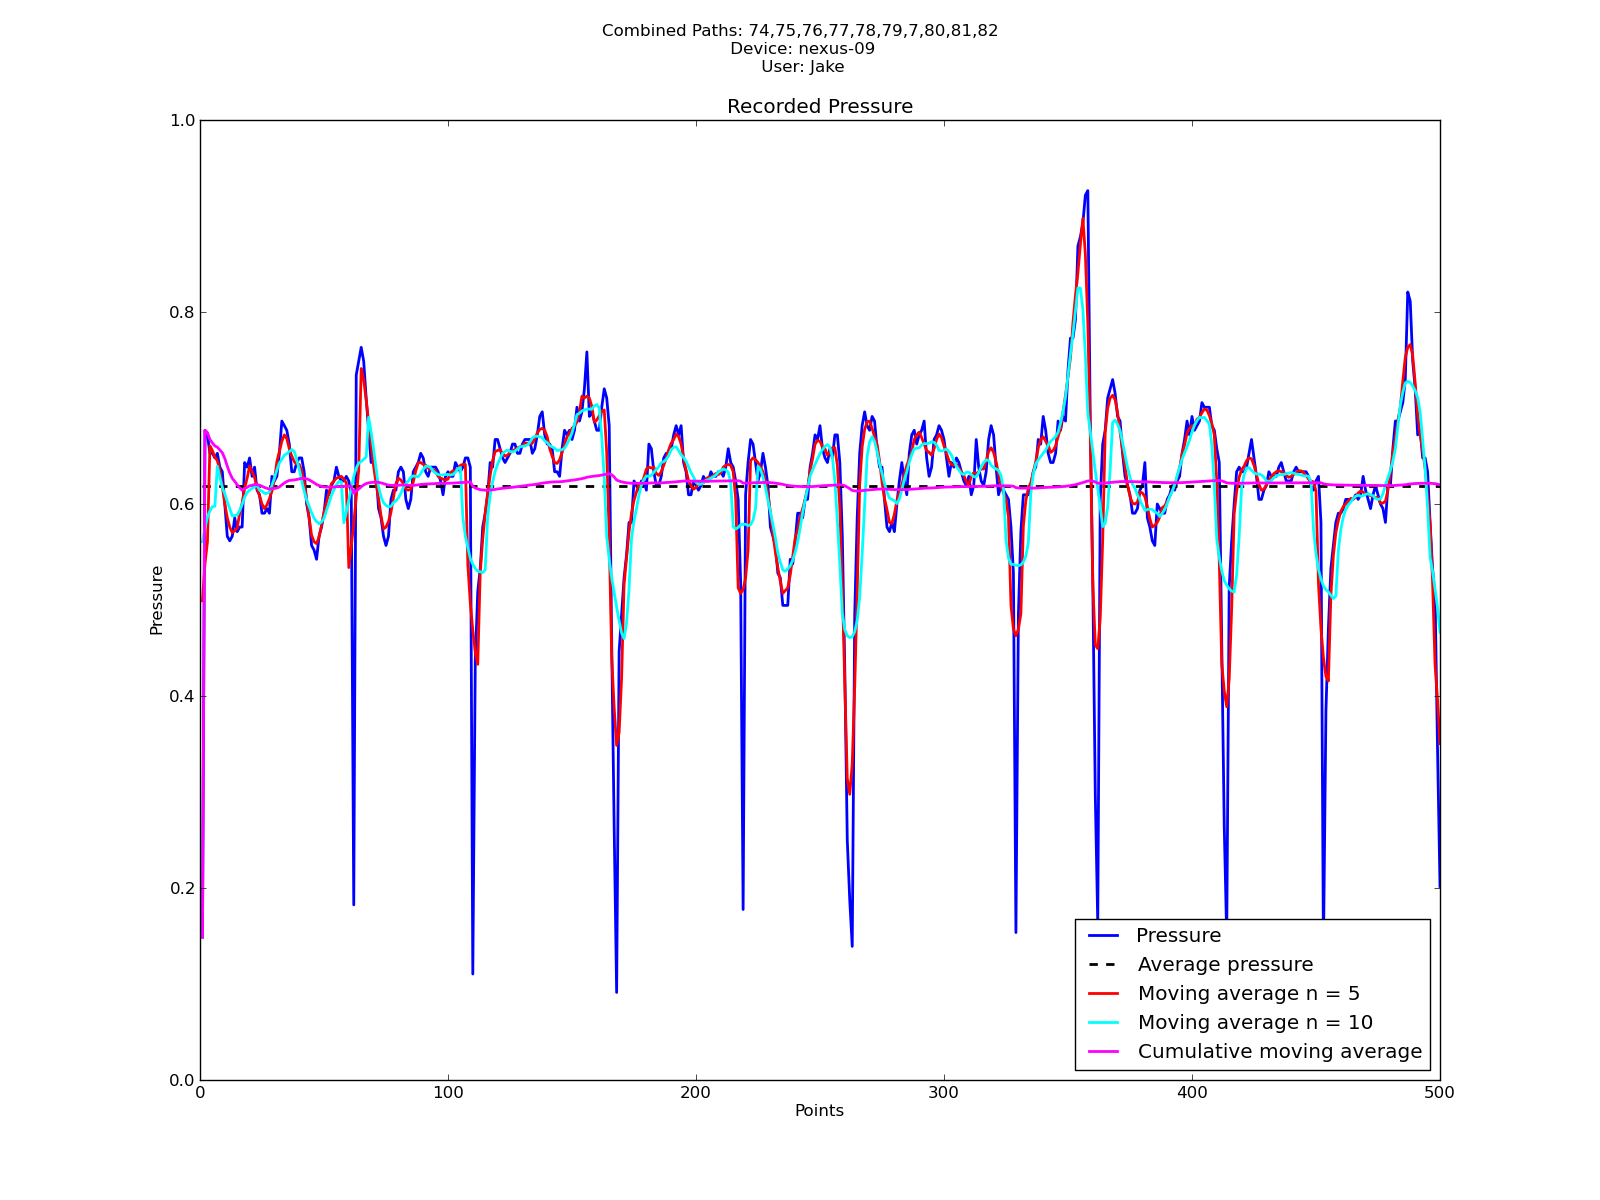 Combined Paths: 74,75,76,77,78,79,7,80,81,82
Device: nexus-09
User: Jake
Recorded Pressure
1.0
0.8
0.6
0.4
0.2
0.0
Pressure
0 100 200 300 400 500
Points
Pressure
Average pressure
Moving average n = 5
Moving average n = 10
Cumulative moving average